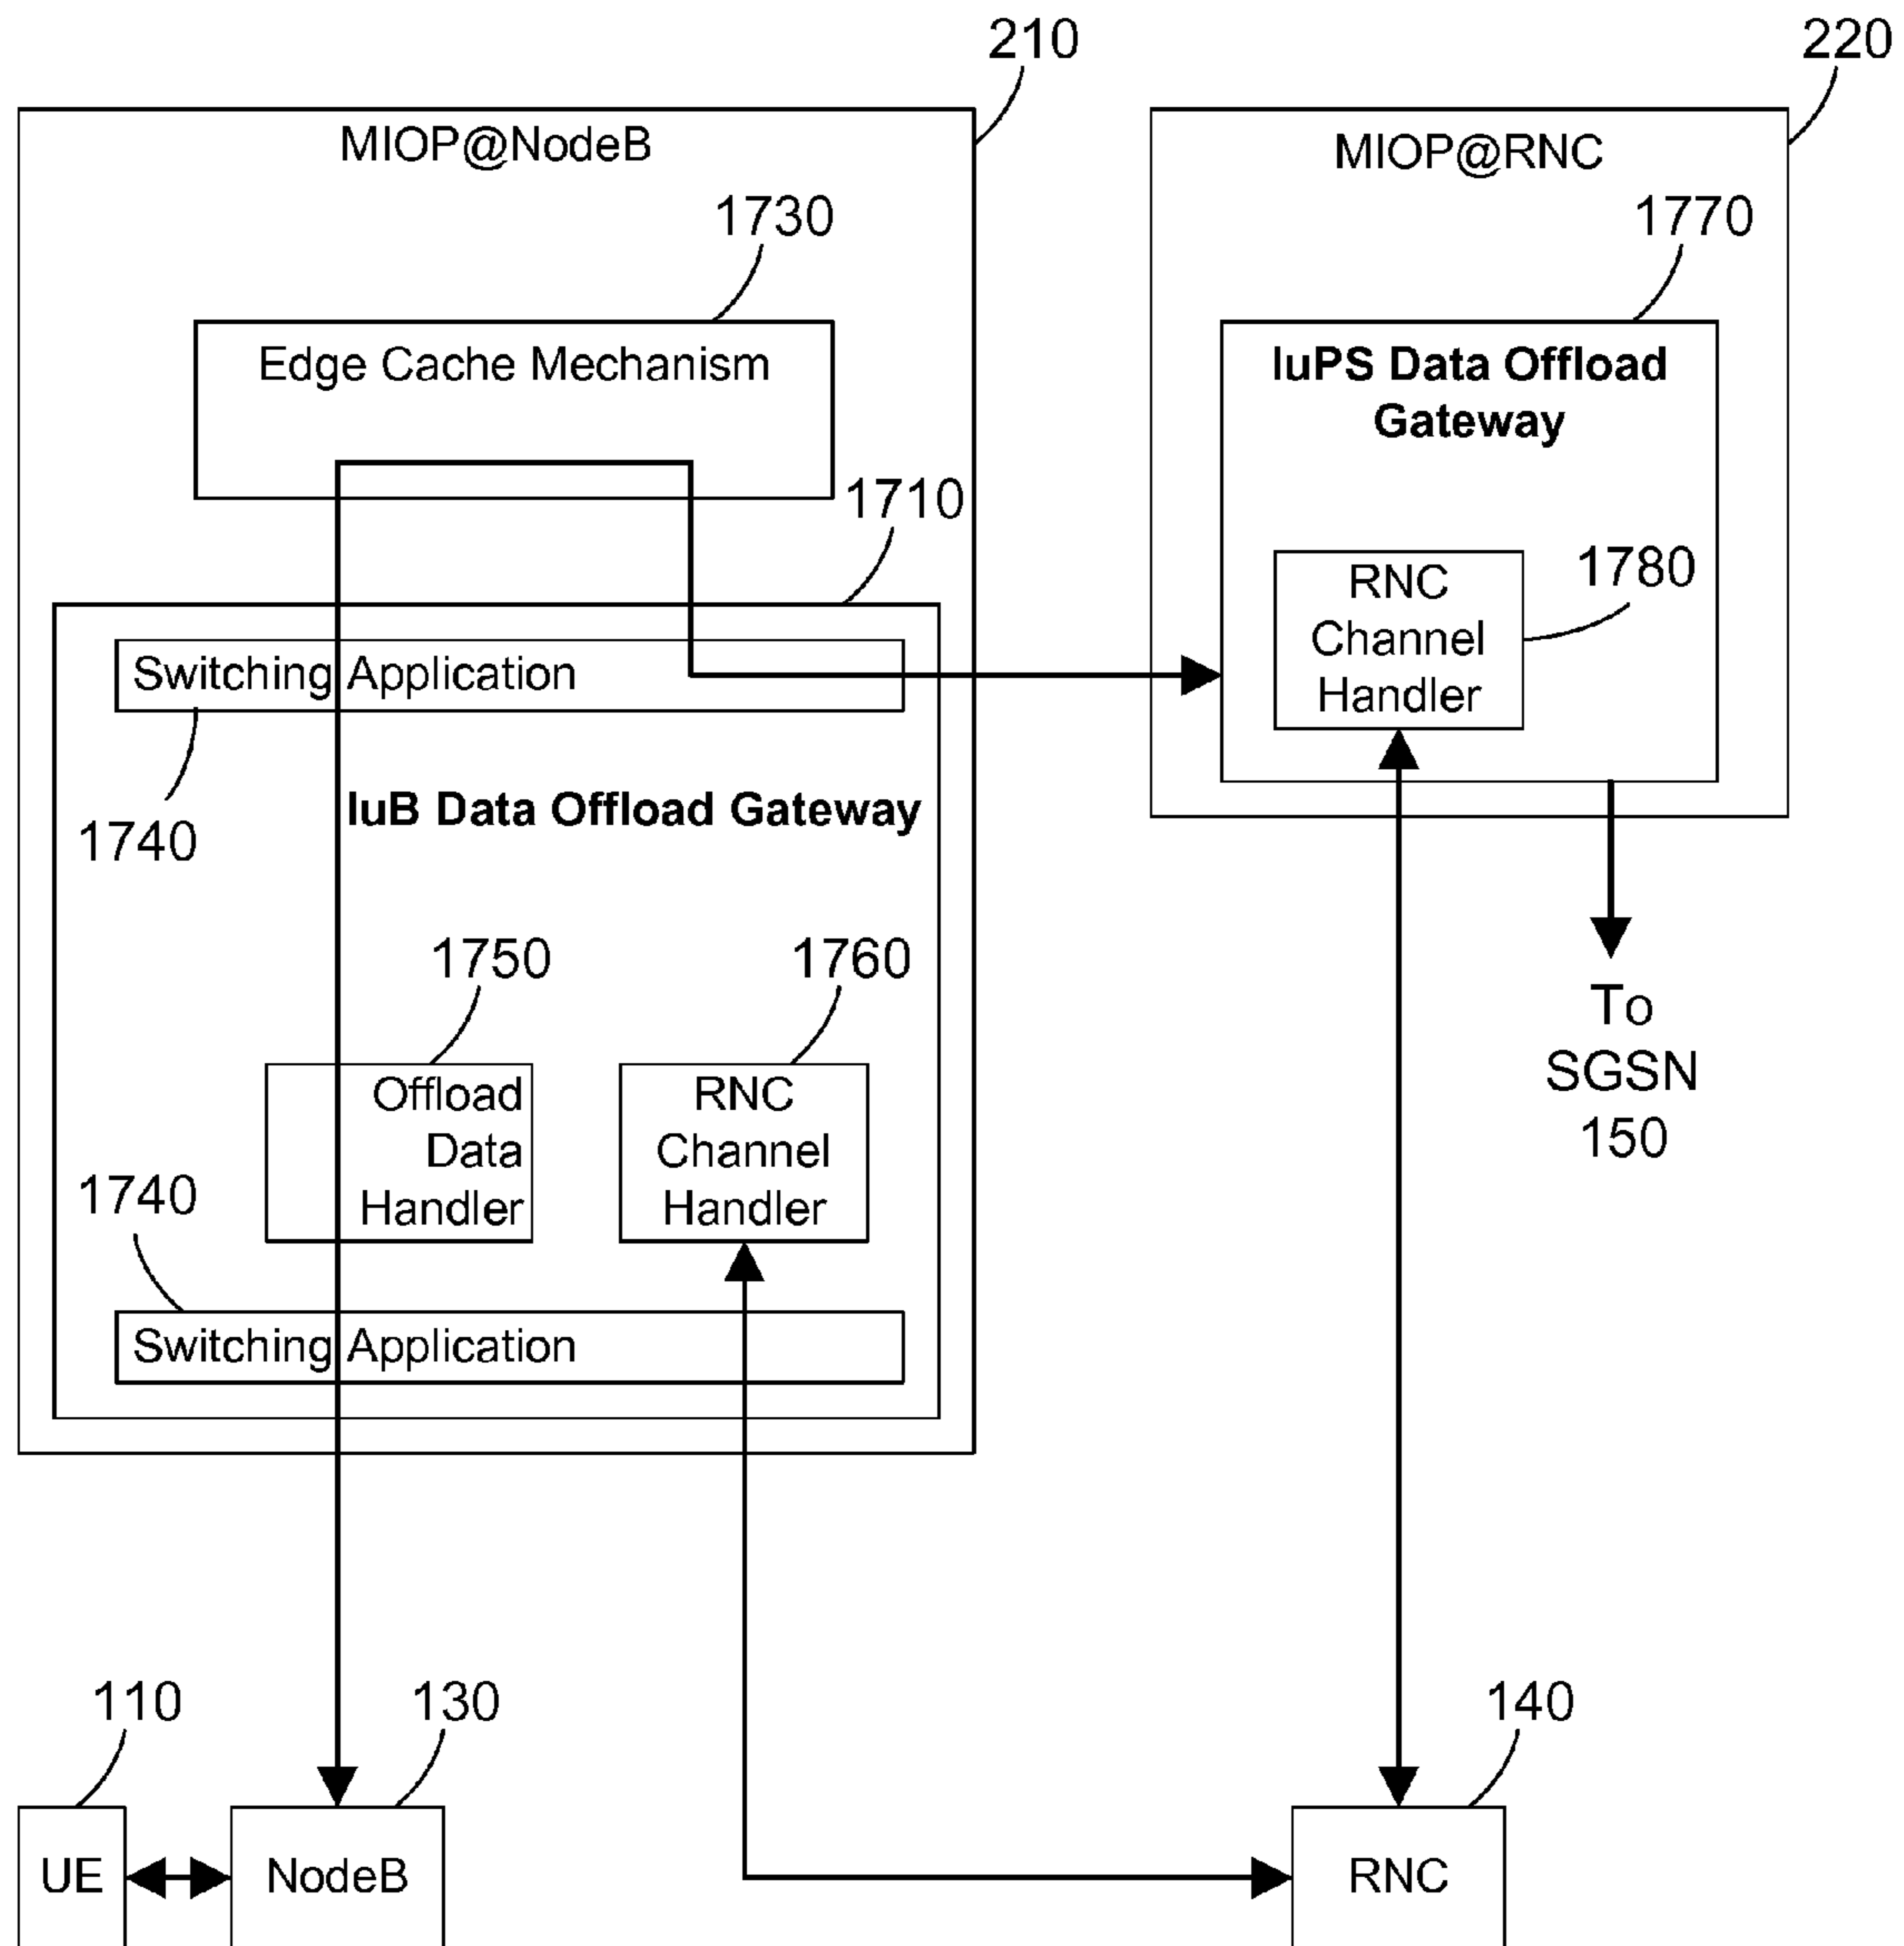 210
220
MIOP@NodeB
MIOP@RNC
1730
1770
Edge Cache Mechanism
IuPS Data Offload
Gateway
1710
RNC
Channel
Handler
1780
Switching Application
1740
IuB Data Offload Gateway
1750
1760
To
SGSN
150
Offload
Data
Handler
RNC
Channel
Handler
1740
Switching Application
110
130
140
UE
NodeB
RNC